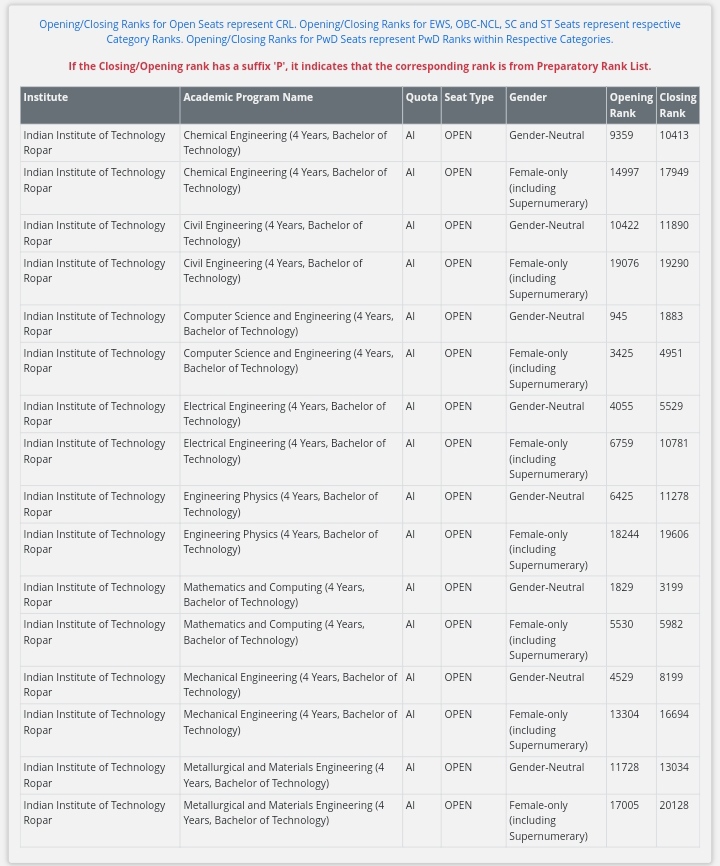 Opening/Closing Ranks for Open Seats represent CRL. Opening/Closing Ranks for EWS, OBC-NCL, SC and ST Seats represent respective
Category Ranks. Opening/Closing Ranks for PwD Seats represent PwD Ranks within Respective Categories.
If the Closing/Opening rank has a suffix 'P', it indicates that the corresponding rank is from Preparatory Rank List.
Institute Academic Program Name Quota Seat Type Gender Opening Closing
Rank Rank
Indian Institute of Technology Chemical Engineering (4 Years, Bachelor of AI OPEN Gender-Neutral 9359 10413
Ropar Technology)
Indian Institute of Technology Chemical Engineering (4 Years, Bachelor of AI OPEN Female-only 14997 17949
Ropar Technology) (including
Supernumerary)
Indian Institute of Technology Civil Engineering (4 Years, Bachelor of AI OPEN Gender-Neutral 10422 11890
Ropar Technology)
Indian Institute of Technology Civil Engineering (4 Years, Bachelor of AI OPEN Female-only 19076 19290
Ropar Technology) (including
Supernumerary)
Indian Institute of Technology Computer Science and Engineering (4 Years, AI OPEN Gender-Neutral 945 1883
Ropar Bachelor of Technology)
Indian Institute of Technology Computer Science and Engineering (4 Years, AI OPEN Female-only 3425 4951
Ropar Bachelor of Technology) (including
Supernumerary)
Indian Institute of Technology Electrical Engineering (4 Years, Bachelor of AI OPEN Gender-Neutral 4055 5529
Ropar Technology)
Indian Institute of Technology Electrical Engineering (4 Years, Bachelor of AI OPEN Female-only 6759 10781
Ropar Technology) (including
Supernumerary)
Indian Institute of Technology Engineering Physics (4 Years, Bachelor of AI OPEN Gender-Neutral 6425 11278
Ropar Technology)
Indian Institute of Technology Engineering Physics (4 Years, Bachelor of AI OPEN Female-only 18244 19606
Ropar Technology) (including
Supernumerary)
Indian Institute of Technology Mathematics and Computing (4 Years, AI OPEN Gender-Neutral 1829 3199
Ropar Bachelor of Technology)
Indian Institute of Technology Mathematics and Computing (4 Years, AI OPEN Female-only 5530 5982
Ropar Bachelor of Technology) (including
Supernumerary)
Indian Institute of Technology Mechanical Engineering (4 Years, Bachelor of AI OPEN Gender-Neutral 4529 8199
Ropar Technology)
Indian Institute of Technology Mechanical Engineering (4 Years, Bachelor of AI OPEN Female-only 13304 16694
Ropar Technology) (including
Supernumerary)
Indian Institute of Technology Metallurgical and Materials Engineering (4 AI OPEN Gender-Neutral 11728 13034
Ropar Years, Bachelor of Technology)
Indian Institute of Technology Metallurgical and Materials Engineering (4 AI OPEN Female-only 17005 20128
Ropar Years, Bachelor of Technology) (including
Supernumerary)